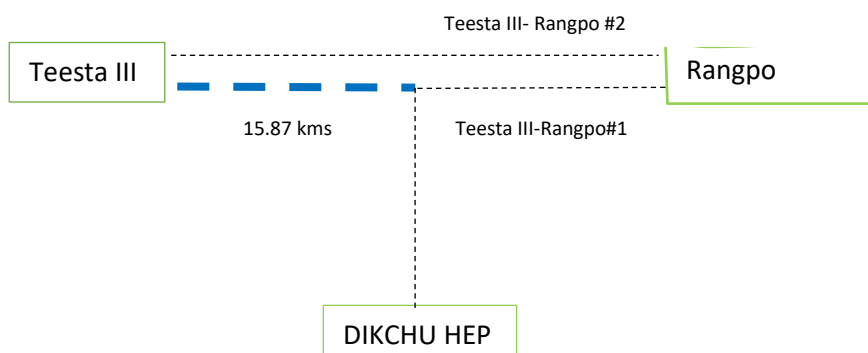 Teesta III- Rangpo #2
Teesta III
Rangpo
15.87 kms
Teesta III-Rangpo#1
DIKCHU HEP